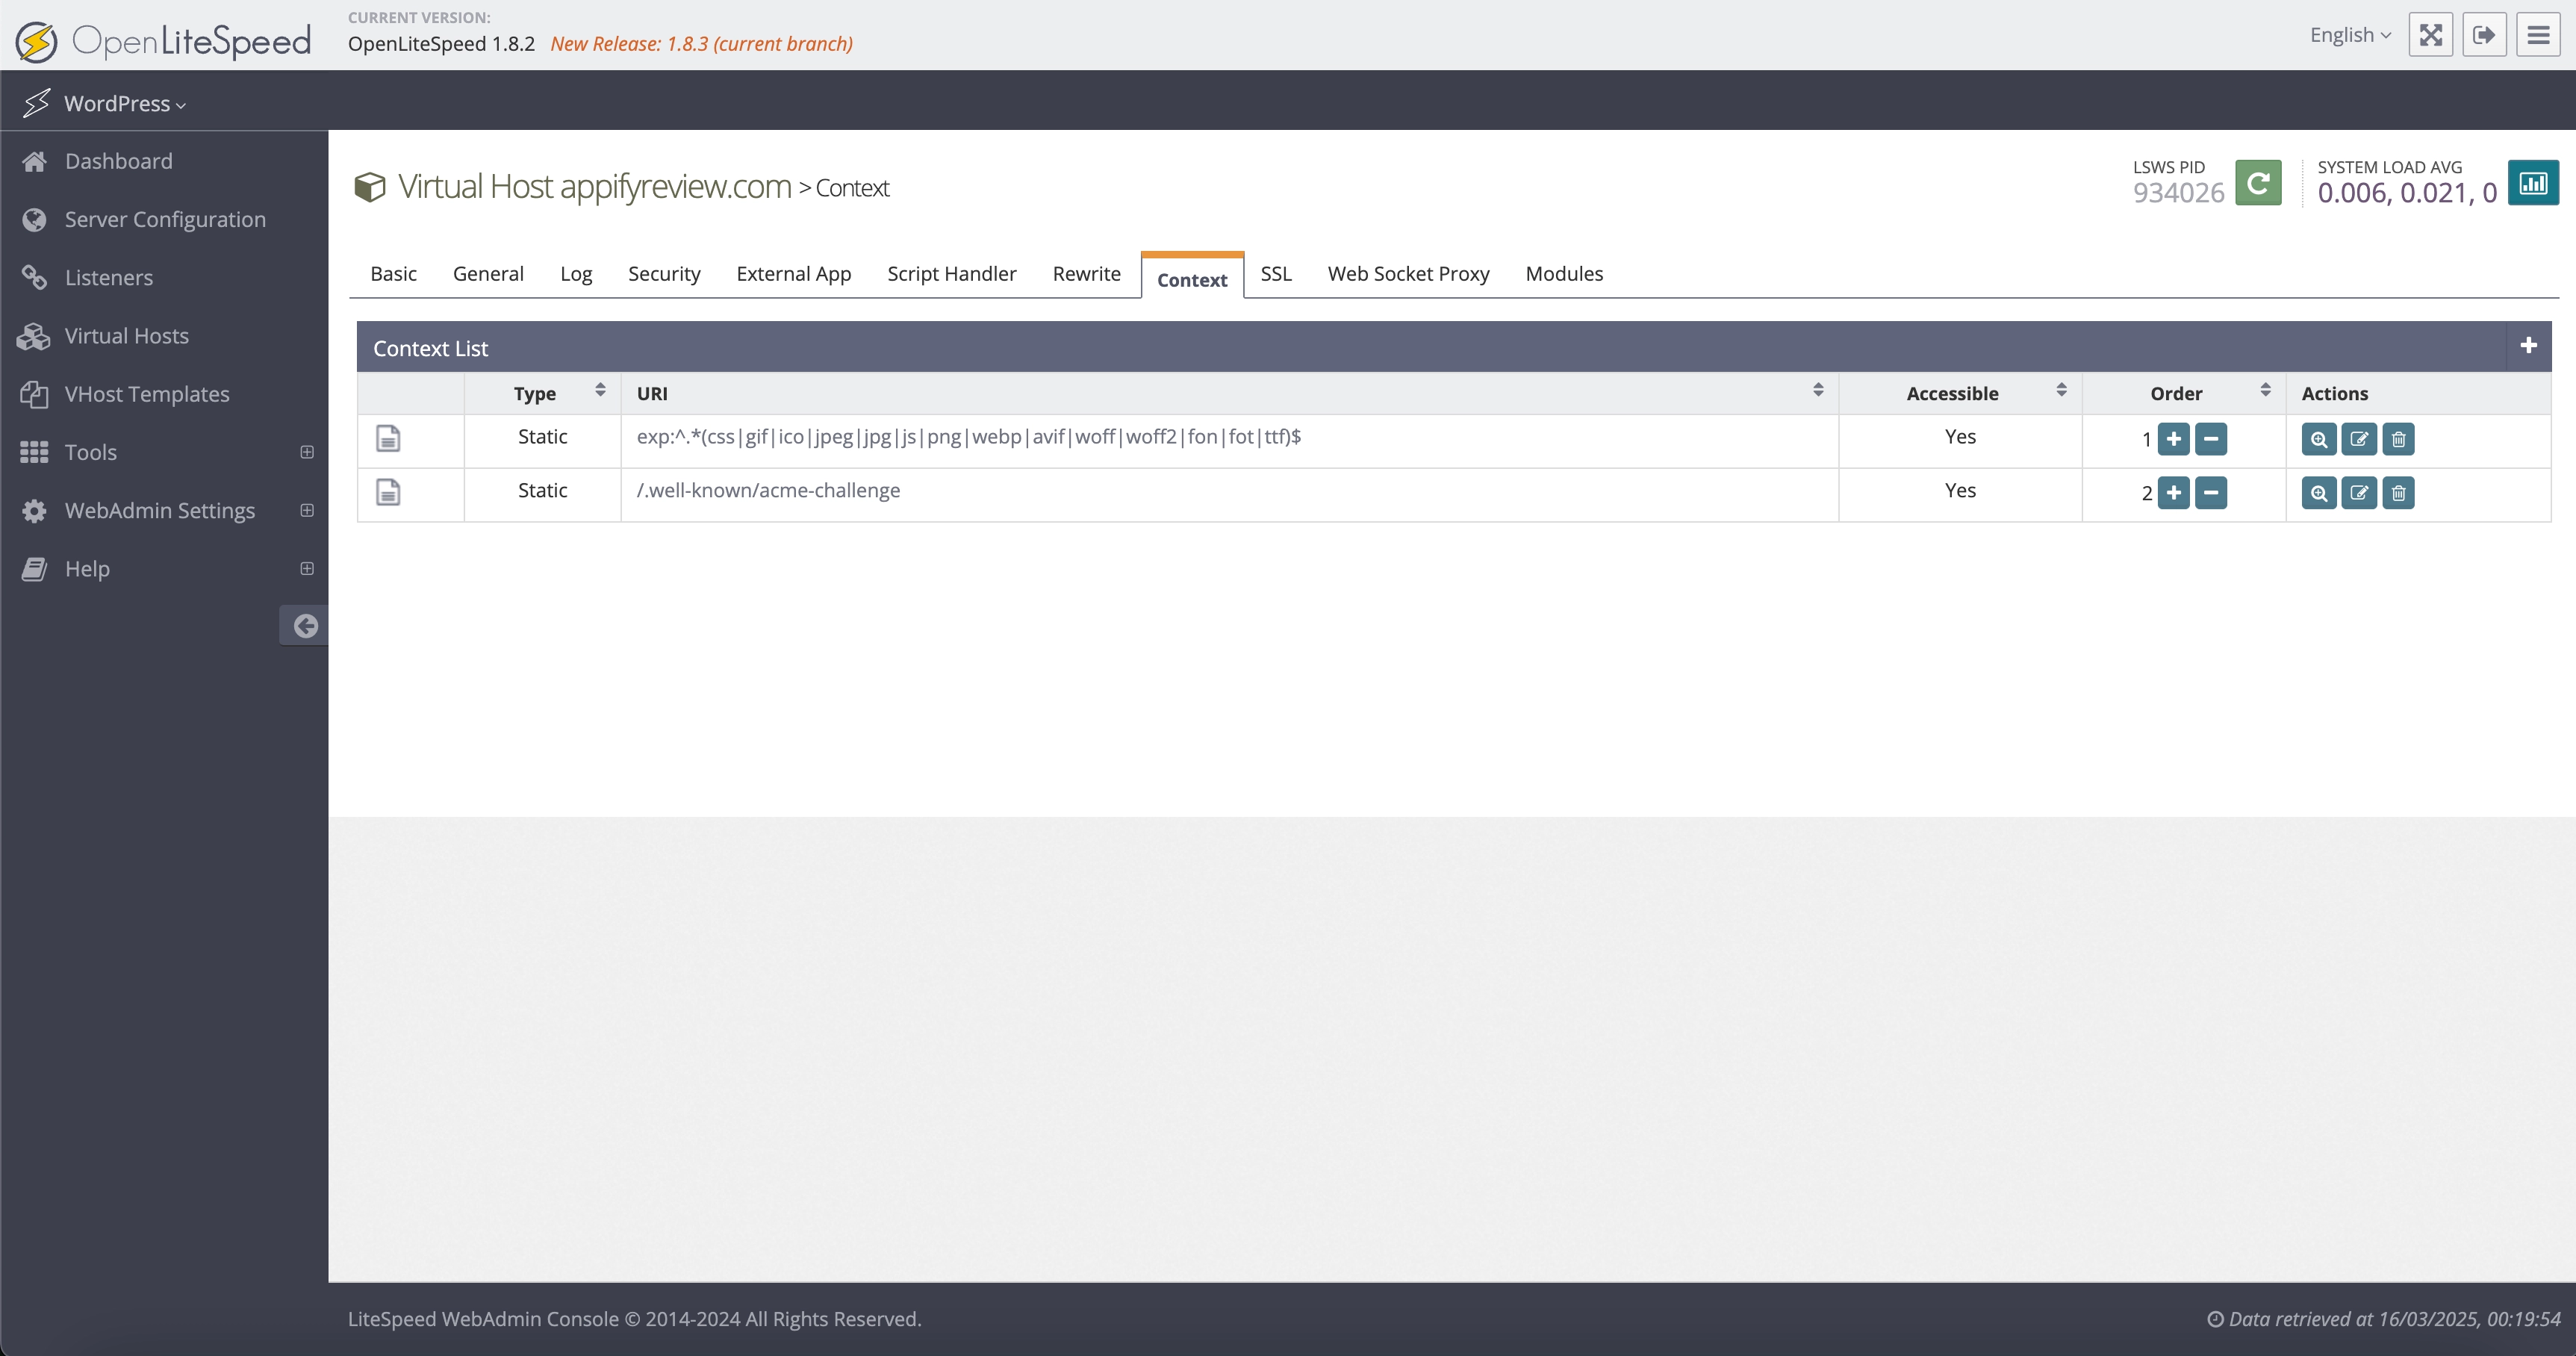 OpenLiteSpeed
CURRENT VERSION:
OpenLiteSpeed 1.8.2 New Release: 1.8.3 (current branch)
English
WordPress
Dashboard
Server Configuration
Listeners
Virtual Hosts
VHost Templates
Tools
WebAdmin Settings
Help
Virtual Host appifyreview.com > Context
LSWS PID
934026
SYSTEM LOAD AVG
0.006, 0.021, 0
Basic General Log Security External App Script Handler Rewrite Context SSL Web Socket Proxy Modules
Context List
Type URI Accessible Order Actions
Static exp:^.*(css|gif|ico|jpeg|jpg|js|png|webp|avif|woff|woff2|fon|fot|ttf)$ Yes 1
Static /.well-known/acme-challenge Yes 2
LiteSpeed WebAdmin Console © 2014-2024 All Rights Reserved.
Data retrieved at 16/03/2025, 00:19:54